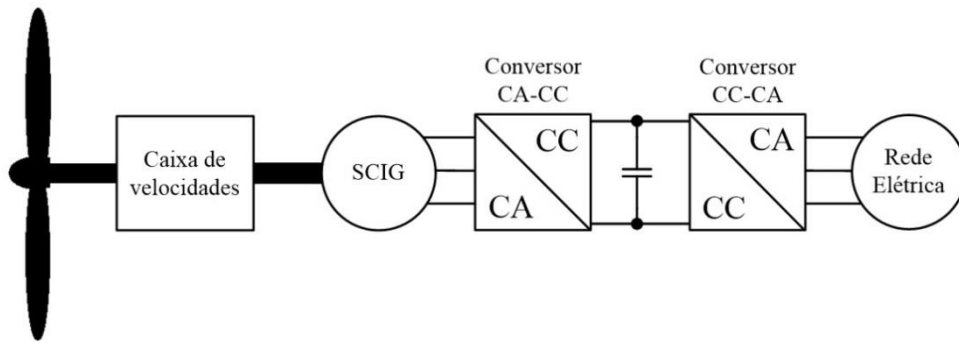 Conversor
CA-CC
Conversor
CC-CA
Caixa de
velocidades
SCIG
CC
CA
CA
CC
Rede
Elétrica